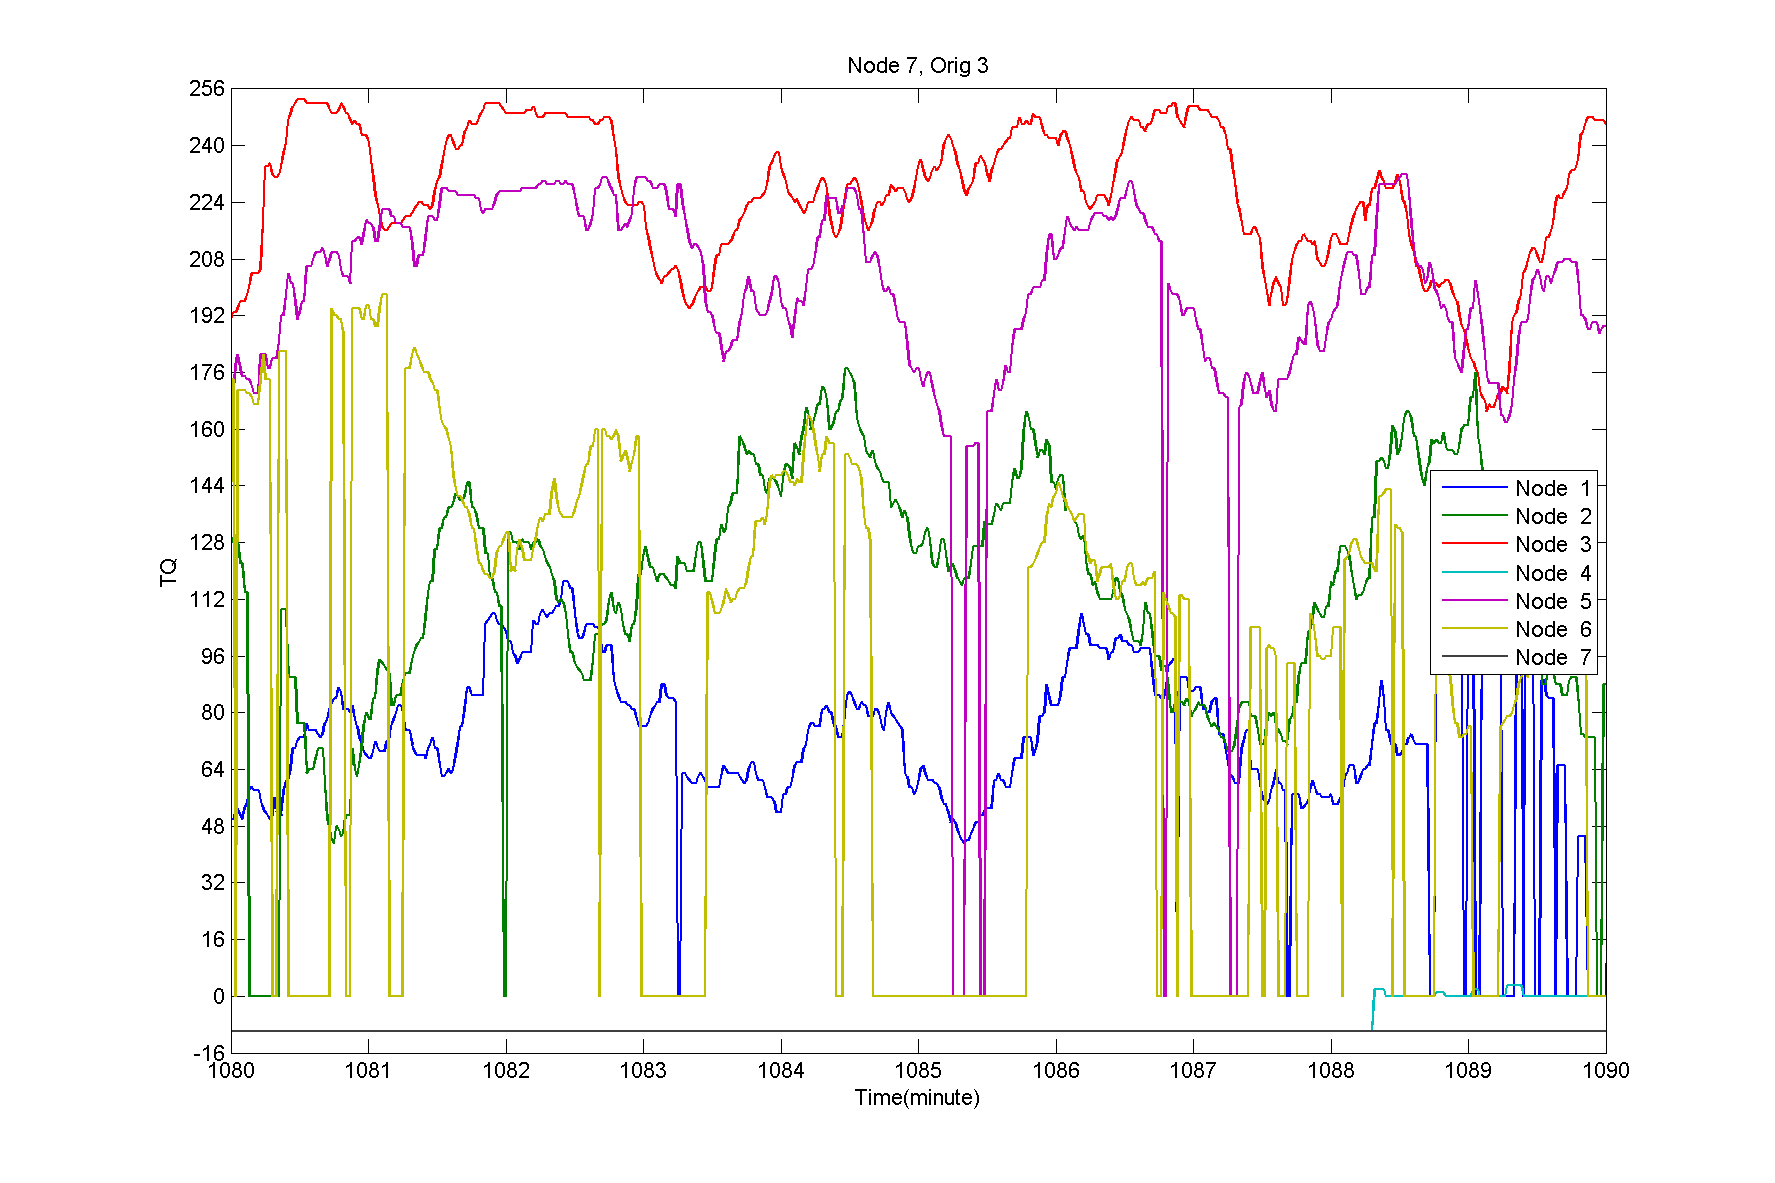 Node 7, Orig 3
256
240
224
208
192
176
160
144
128
112
96
80
64
48
32
16
0
-16
TQ
Node 1
Node 2
Node 3
Node 4
Node 5
Node 6
Node 7
1080 1081 1082 1083 1084 1085 1086 1087 1088 1089 1090
Time(minute)